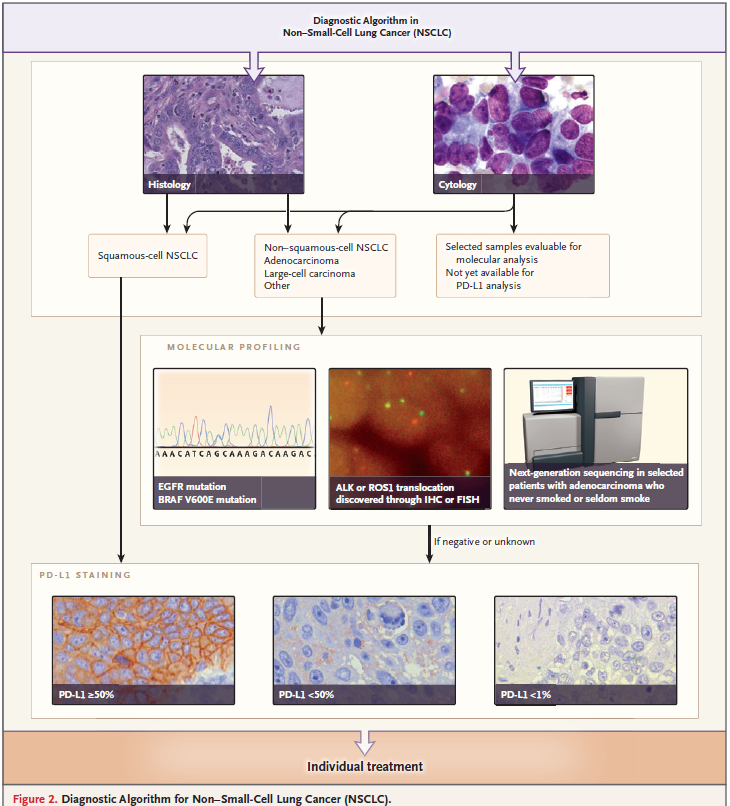 Diagnostic Algorithm in
Non–Small-Cell Lung Cancer (NSCLC)
Histology
Cytology
Squamous-cell NSCLC
Non–squamous-cell NSCLC
Adenocarcinoma
Large-cell carcinoma
Other
Selected samples evaluable for
molecular analysis
Not yet available for
PD-L1 analysis
MOLECULAR PROFILING
AAACATCAGCAAAGACAAGAC.
EGFR mutation
BRAF V600E mutation
ALK or ROS1 translocation
discovered through IHC or FISH
Next-generation sequencing in selected
patients with adenocarcinoma who
never smoked or seldom smoke
If negative or unknown
PD-L1 STAINING
PD-L1 ≥50%
PD-L1 <50%
PD-L1 <1%
Individual treatment
Figure 2. Diagnostic Algorithm for Non–Small-Cell Lung Cancer (NSCLC).